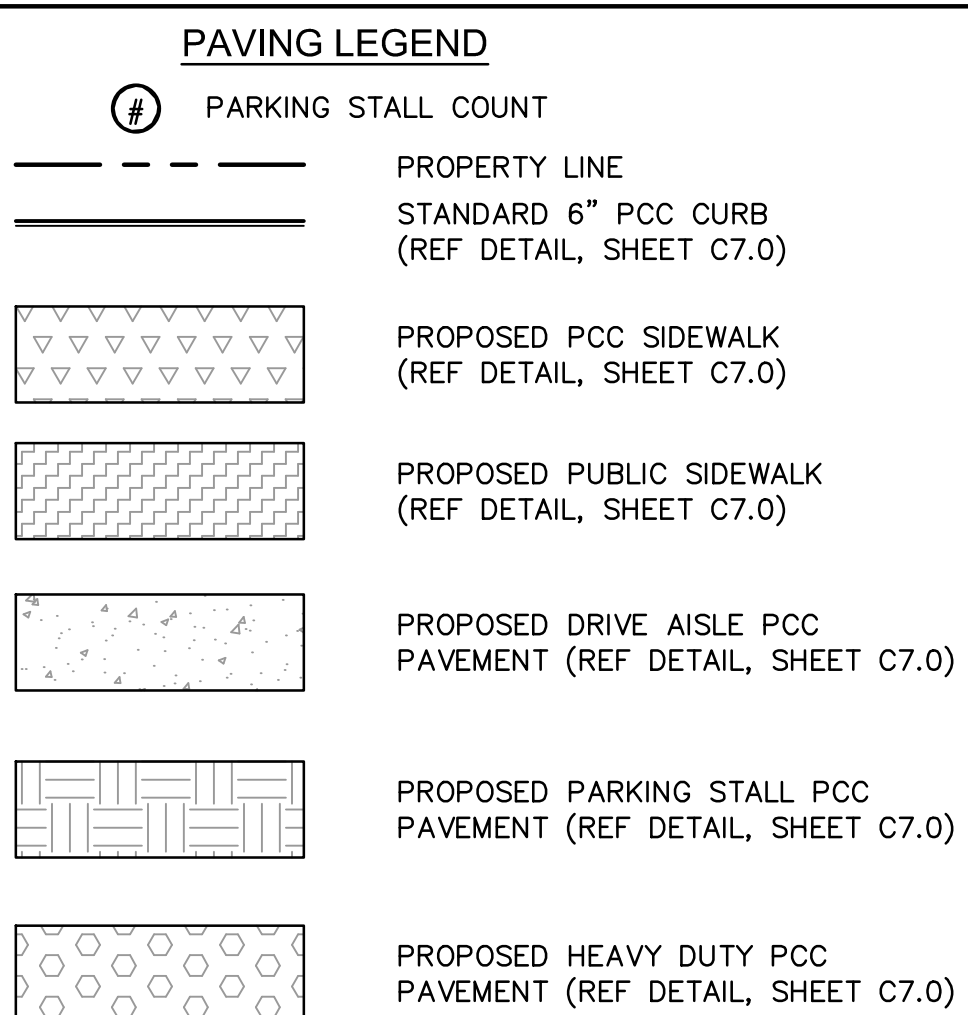 PAVING LEGEND
# PARKING STALL COUNT
PROPERTY LINE
STANDARD 6” PCC CURB
(REF DETAIL, SHEET C7.0)
PROPOSED PCC SIDEWALK
(REF DETAIL, SHEET C7.0)
PROPOSED PUBLIC SIDEWALK
(REF DETAIL, SHEET C7.0)
PROPOSED DRIVE AISLE PCC
PAVEMENT (REF DETAIL, SHEET C7.0)
PROPOSED PARKING STALL PCC
PAVEMENT (REF DETAIL, SHEET C7.0)
PROPOSED HEAVY DUTY PCC
PAVEMENT (REF DETAIL, SHEET C7.0)